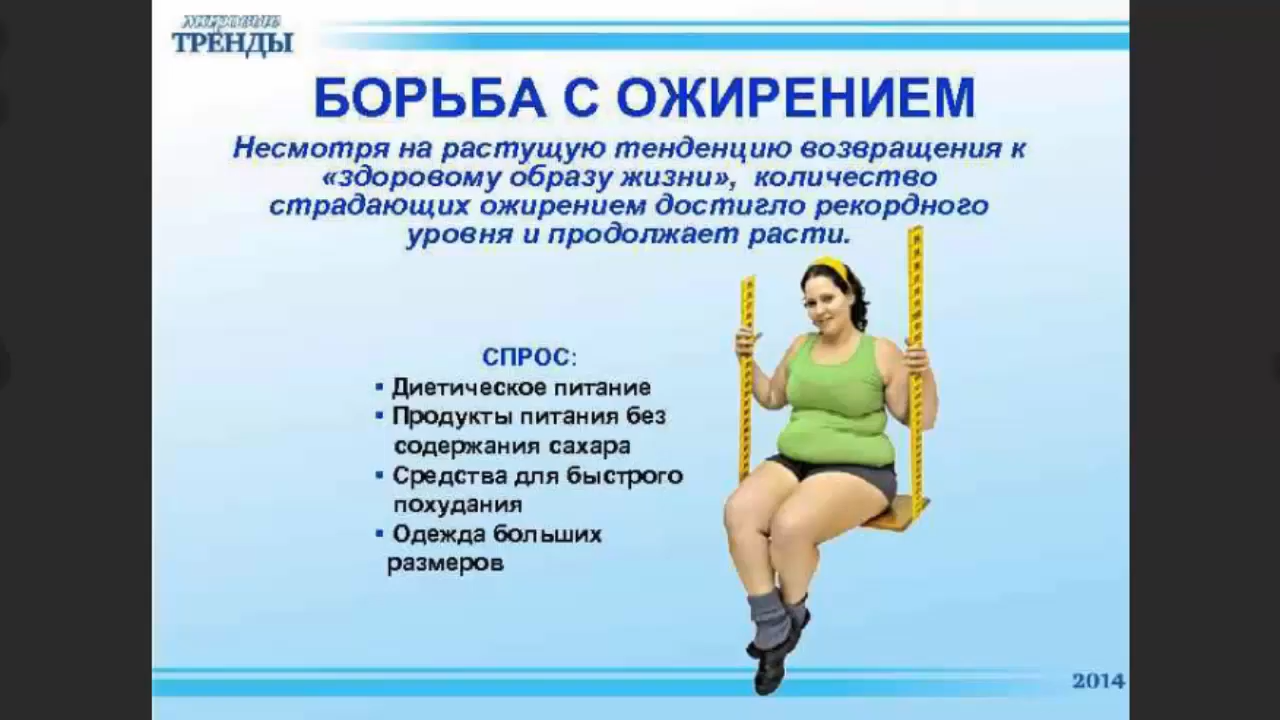 мировые
ТРЕНДЫ
БОРЬБА С ОЖИРЕНИЕМ
Несмотря на растущую тенденцию возвращения к
«здоровому образу жизни», количество
страдающих ожирением достигло рекордного
уровня и продолжает расти.
СПРОС:
▪ Диетическое питание
▪ Продукты питания без
содержания сахара
▪ Средства для быстрого
похудания
▪ Одежда больших
размеров
2014